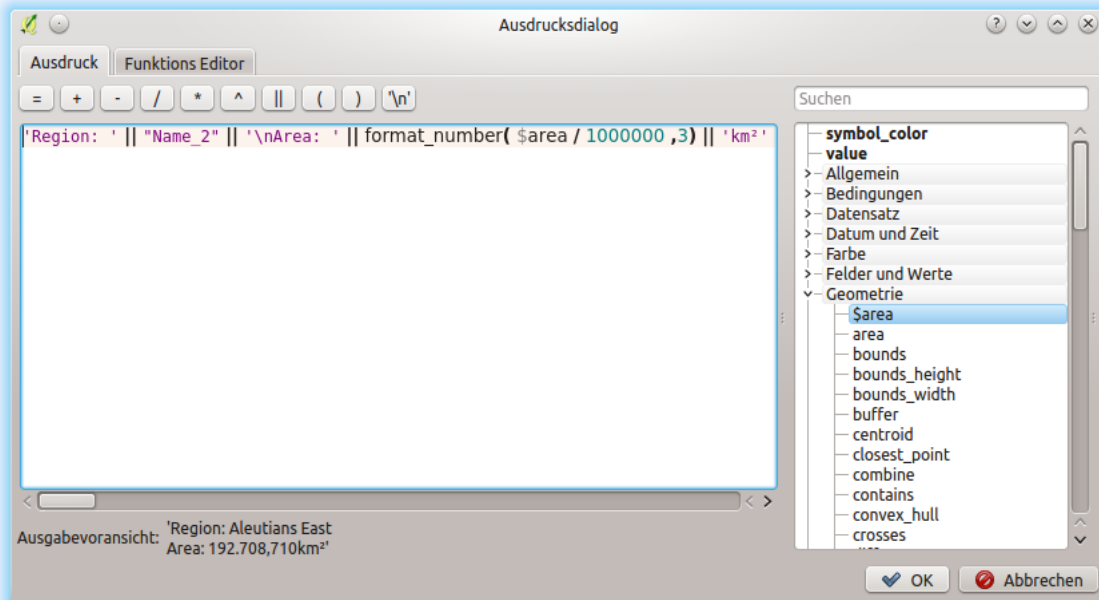 Ausdrucksdialog
Ausdruck Funktions Editor
= + - / * ^ || ( ) '\n'
Suchen
'Region: ' || "Name_2" || '\nArea: ' || format_number( $area / 1000000 ,3) || 'km²'
symbol_color
value
Allgemein
Bedingungen
Datensatz
Datum und Zeit
Farbe
Felder und Werte
Geometrie
$area
area
bounds
bounds_height
bounds_width
buffer
centroid
closest_point
combine
contains
convex_hull
crosses
Ausgabevoransicht: 'Region: Aleutians East
Area: 192.708,710km²'
OK Abbrechen